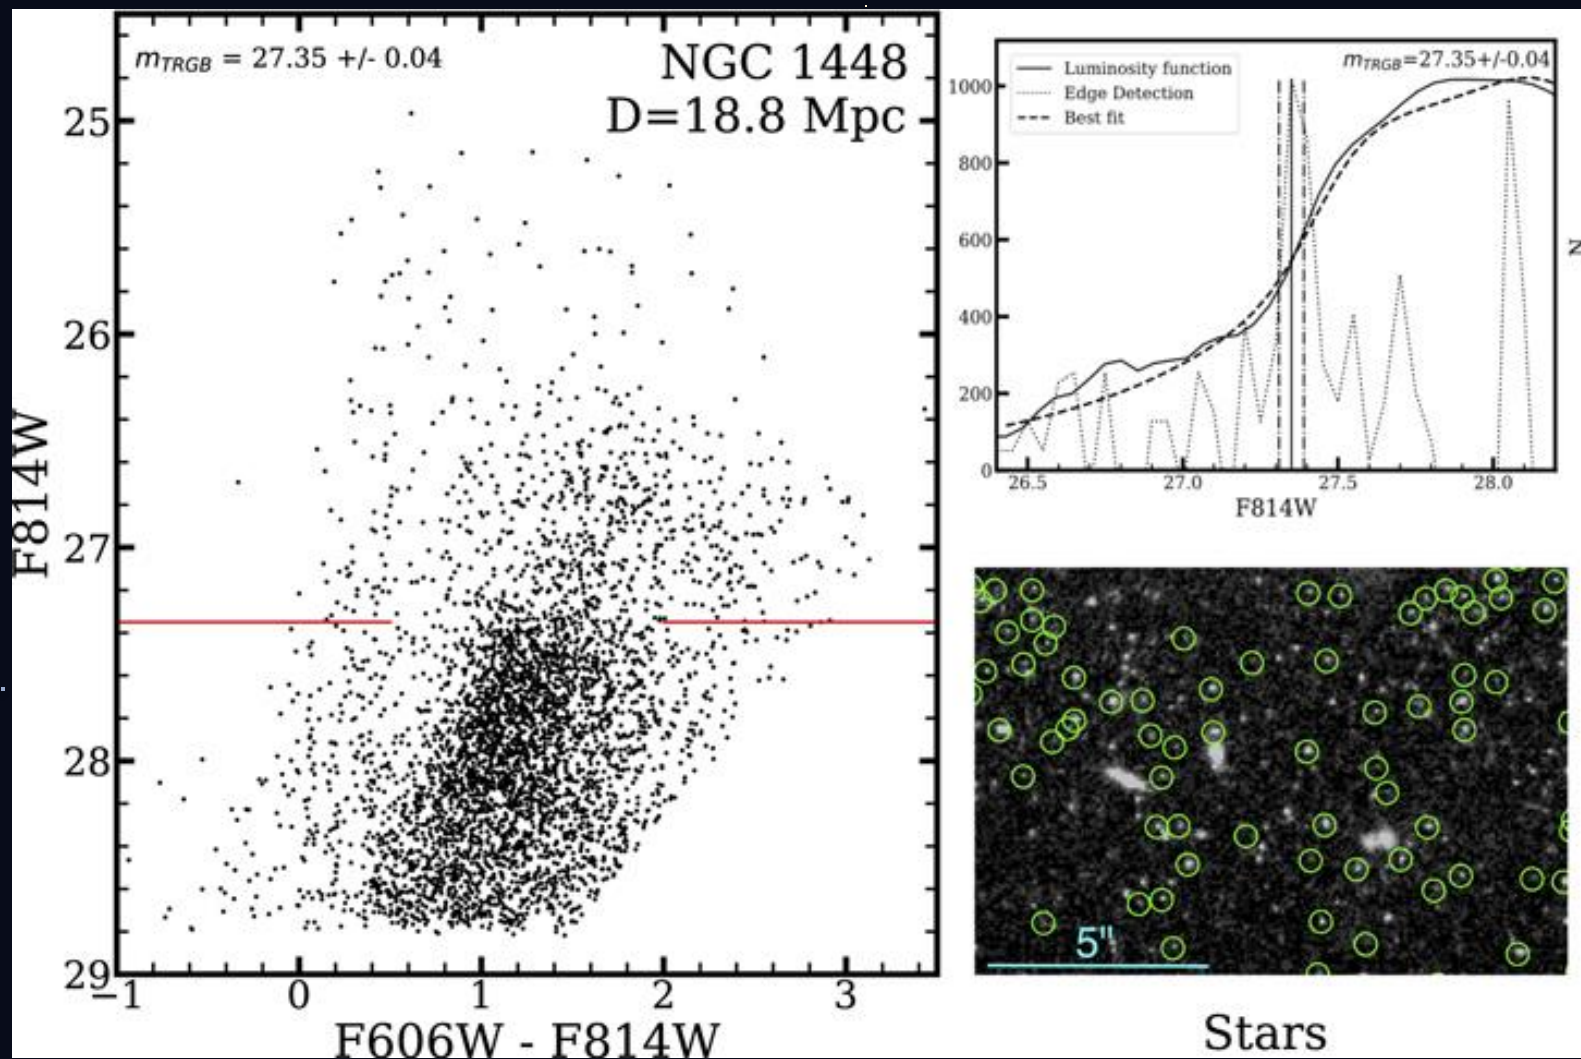 m_TRGB = 27.35 +/- 0.04
NGC 1448
D=18.8 Mpc
25
26
27
28
29
F814W
−1 0 1 2 3
F606W - F814W
m_TRGB=27.35+/-0.04
Luminosity function
Edge Detection
Best fit
1000
800
600
400
200
0
26.5 27.0 27.5 28.0
F814W
N
5"
Stars